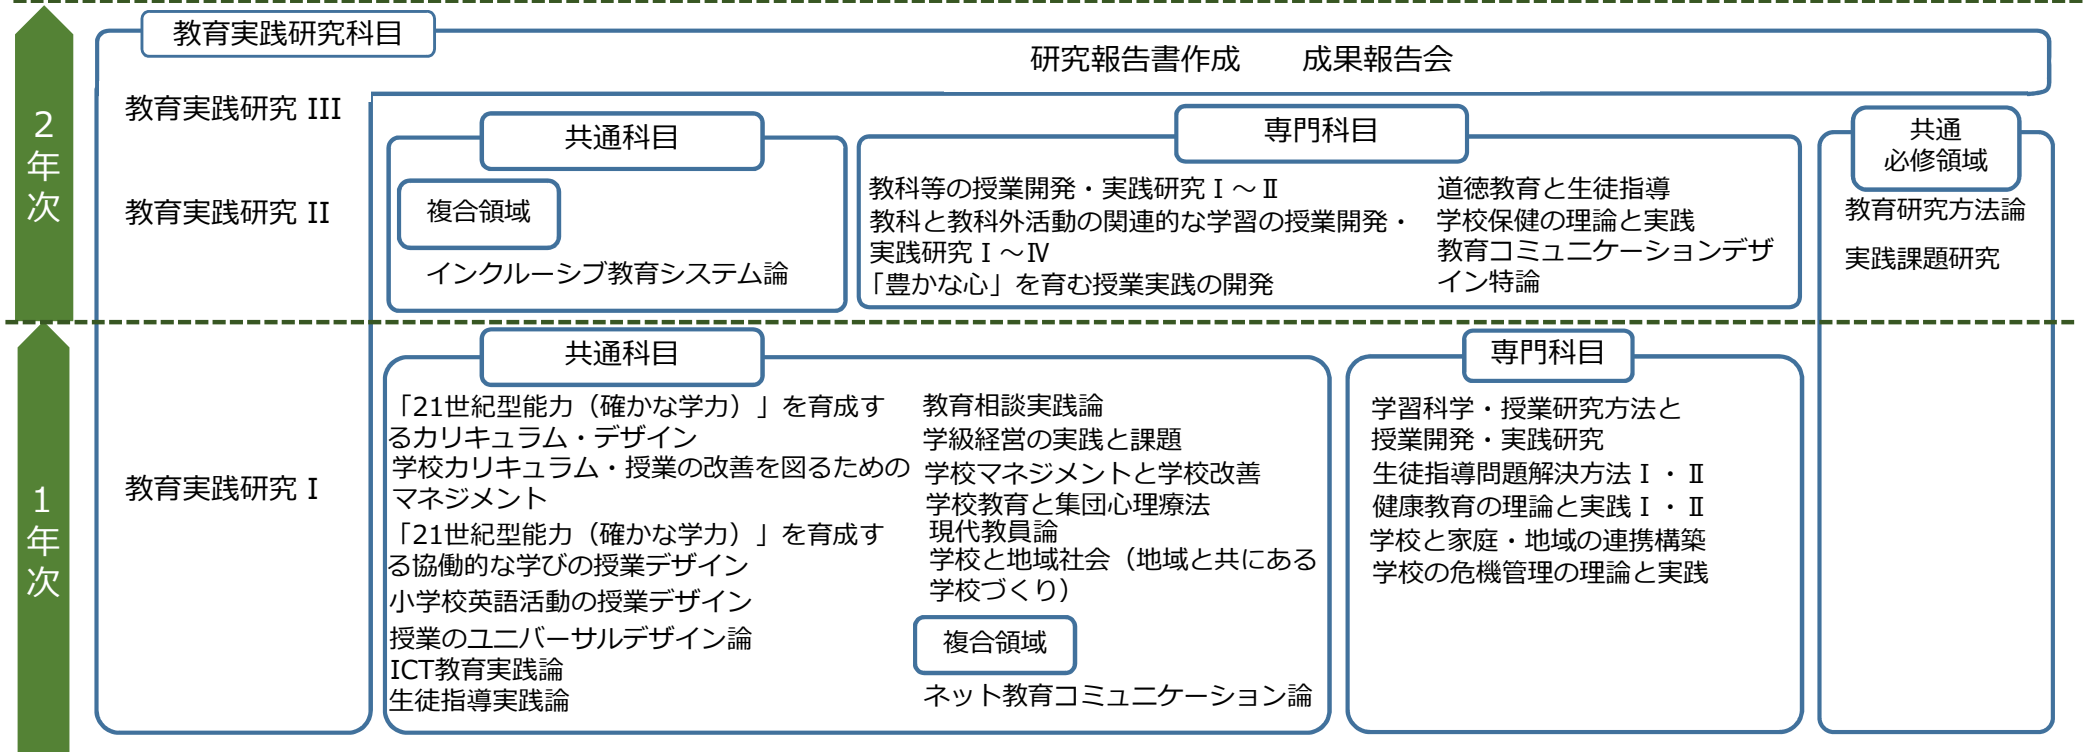 教育実践研究科目
研究報告書作成　　成果報告会
2年次
教育実践研究 III
教育実践研究 II
共通科目
複合領域
インクルーシブ教育システム論
専門科目
教科等の授業開発・実践研究Ⅰ～Ⅱ
教科と教科外活動の関連的な学習の授業開発・
実践研究Ⅰ～Ⅳ
「豊かな心」を育む授業実践の開発
道徳教育と生徒指導
学校保健の理論と実践
教育コミュニケーションデザ
イン特論
共通
必修領域
教育研究方法論
実践課題研究
1年次
教育実践研究 I
共通科目
「21世紀型能力（確かな学力）」を育成す
るカリキュラム・デザイン
学校カリキュラム・授業の改善を図るための
マネジメント
「21世紀型能力（確かな学力）」を育成す
る協働的な学びの授業デザイン
小学校英語活動の授業デザイン
授業のユニバーサルデザイン論
ICT教育実践論
生徒指導実践論
教育相談実践論
学級経営の実践と課題
学校マネジメントと学校改善
学校教育と集団心理療法
現代教員論
学校と地域社会（地域と共にある
学校づくり）
複合領域
ネット教育コミュニケーション論
専門科目
学習科学・授業研究方法と
授業開発・実践研究
生徒指導問題解決方法Ⅰ・Ⅱ
健康教育の理論と実践Ⅰ・Ⅱ
学校と家庭・地域の連携構築
学校の危機管理の理論と実践